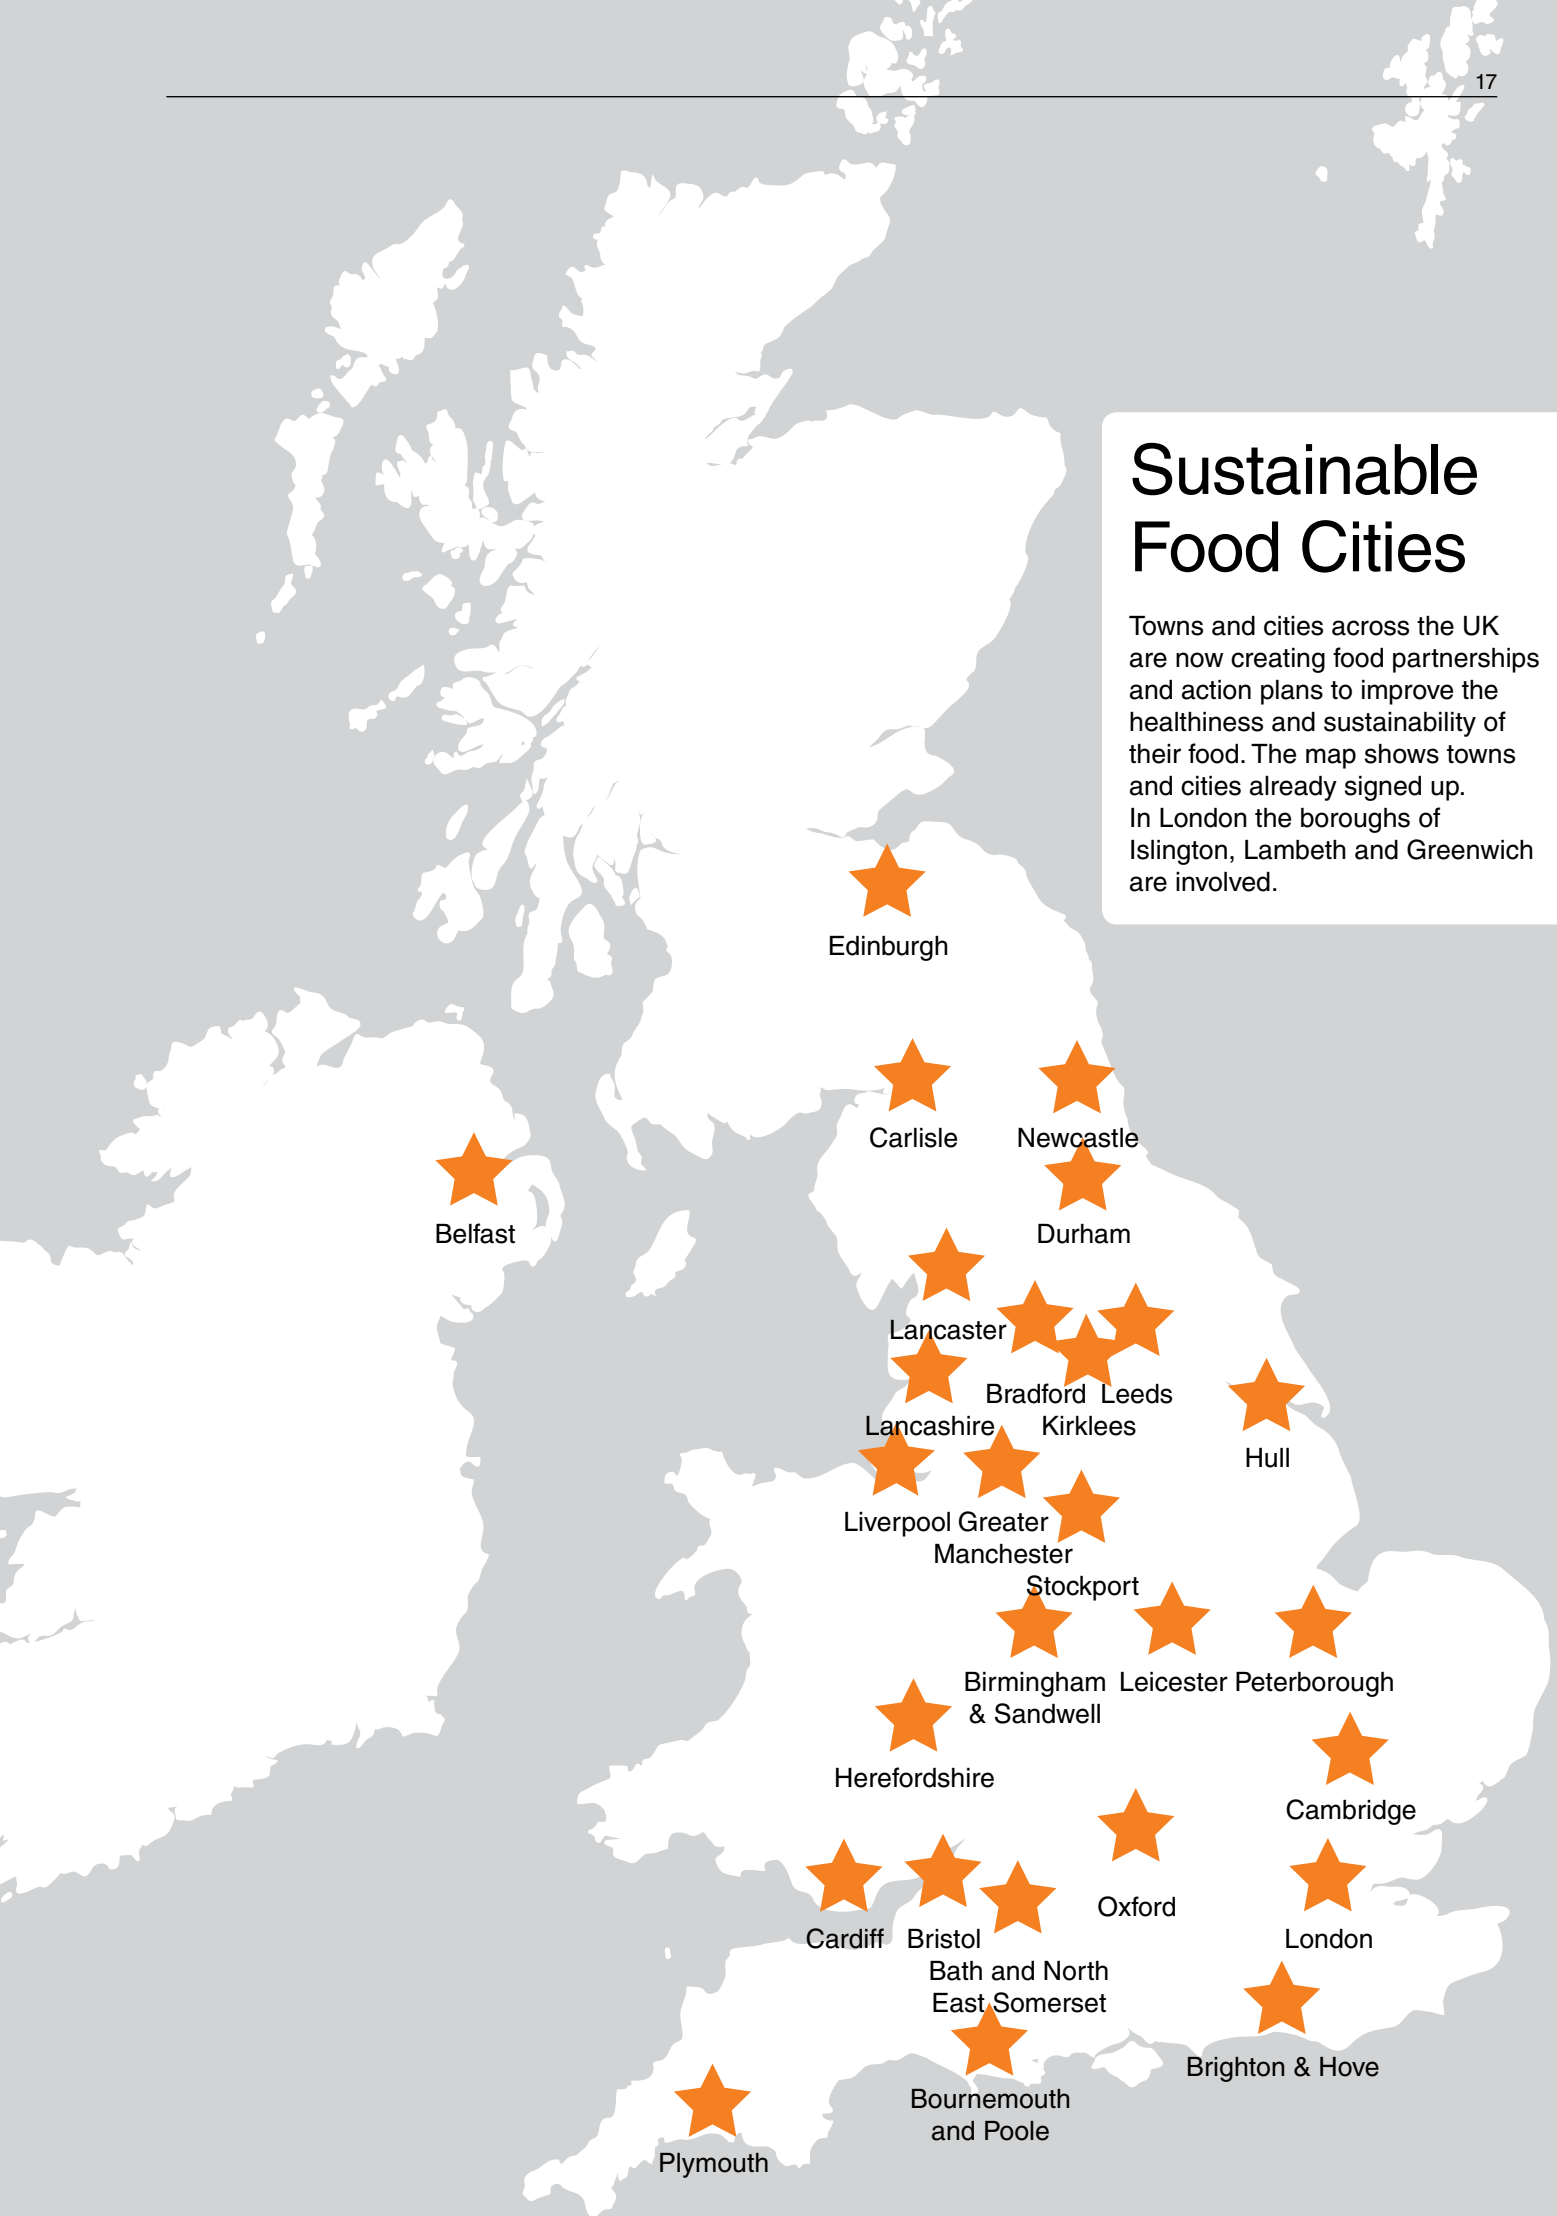 17
Sustainable
Food Cities
Towns and cities across the UK
are now creating food partnerships
and action plans to improve the
healthiness and sustainability of
their food. The map shows towns
and cities already signed up.
In London the boroughs of
Islington, Lambeth and Greenwich
are involved.
Edinburgh
Carlisle
Newcastle
Belfast
Durham
Lancaster
Bradford
Leeds
Lancashire
Kirklees
Hull
Liverpool
Greater
Manchester
Stockport
Birmingham
& Sandwell
Leicester
Peterborough
Herefordshire
Cambridge
Oxford
Cardiff
Bristol
London
Bath and North
East Somerset
Brighton & Hove
Bournemouth
and Poole
Plymouth